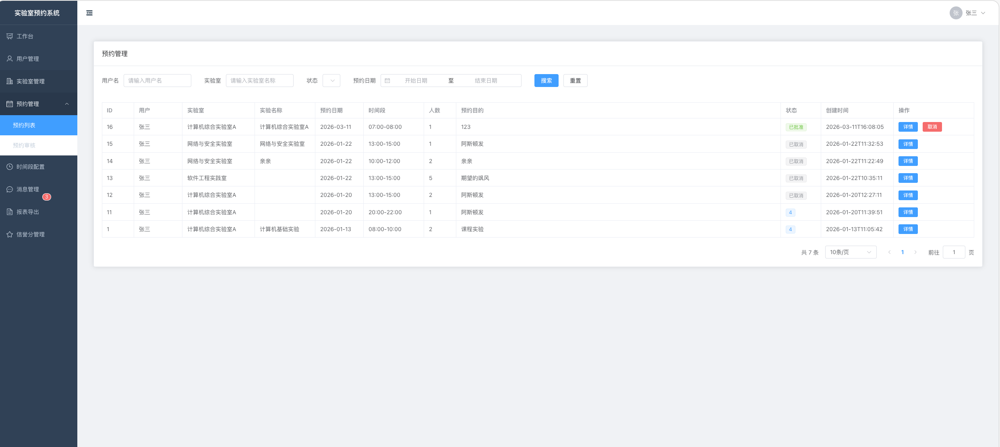 实验室预约系统
张 张三
工作台
用户管理
实验室管理
预约管理
预约列表
预约审核
时间段配置
消息管理
3
报表导出
信誉分管理
预约管理
用户名 请输入用户名 实验室 请输入实验室名称 状态 预约日期 开始日期 至 结束日期 搜索 重置
ID 用户 实验室 实验名称 预约日期 时间段 人数 预约目的 状态 创建时间 操作
16 张三 计算机综合实验室A 计算机综合实验室A 2026-03-11 07:00-08:00 1 123 已批准 2026-03-11T16:08:05 详情 取消
15 张三 网络与安全实验室 网络与安全实验室 2026-01-22 13:00-15:00 1 阿斯顿发 已取消 2026-01-22T11:32:53 详情
14 张三 网络与安全实验室 亲亲 2026-01-22 10:00-12:00 2 亲亲 已取消 2026-01-22T11:22:49 详情
13 张三 软件工程实践室 2026-01-22 13:00-15:00 5 期望的飒风 已取消 2026-01-22T10:35:11 详情
12 张三 计算机综合实验室A 2026-01-20 13:00-15:00 2 阿斯顿发 已取消 2026-01-20T12:27:11 详情
11 张三 计算机综合实验室A 2026-01-20 20:00-22:00 1 阿斯顿发 4 2026-01-20T11:39:51 详情
1 张三 计算机综合实验室A 计算机基础实验 2026-01-13 08:00-10:00 2 课程实验 4 2026-01-13T11:05:42 详情
共 7 条 10条/页 1 前往 1 页